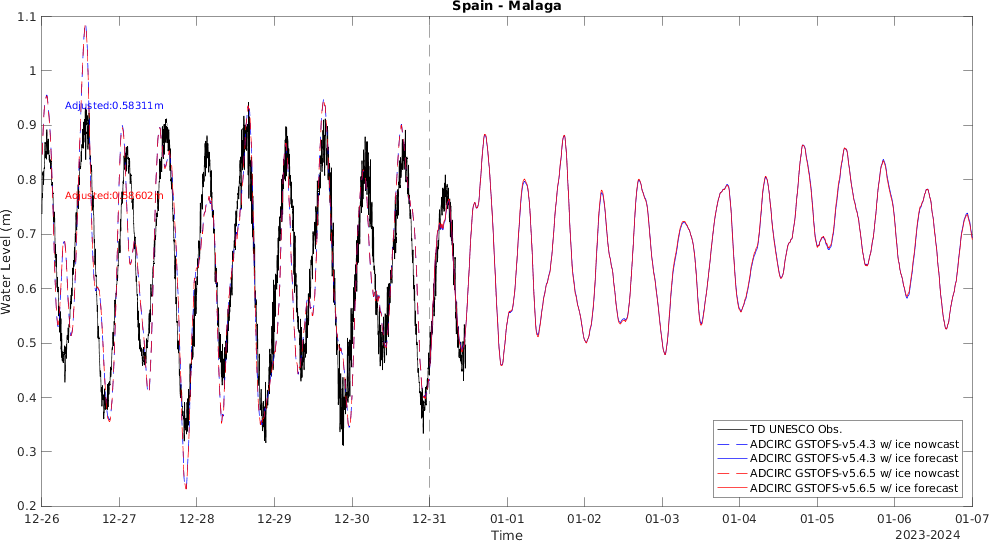 Spain - Malaga
1.1
1
0.9
0.8
0.7
0.6
0.5
0.4
0.3
0.2
Water Level (m)
Adjusted:0.58311m
Adjusted:0.58602m
TD UNESCO Obs.
ADCIRC GSTOFS-v5.4.3 w/ ice nowcast
ADCIRC GSTOFS-v5.4.3 w/ ice forecast
ADCIRC GSTOFS-v5.6.5 w/ ice nowcast
ADCIRC GSTOFS-v5.6.5 w/ ice forecast
12-26 12-27 12-28 12-29 12-30 12-31 01-01 01-02 01-03 01-04 01-05 01-06 01-07
Time
2023-2024